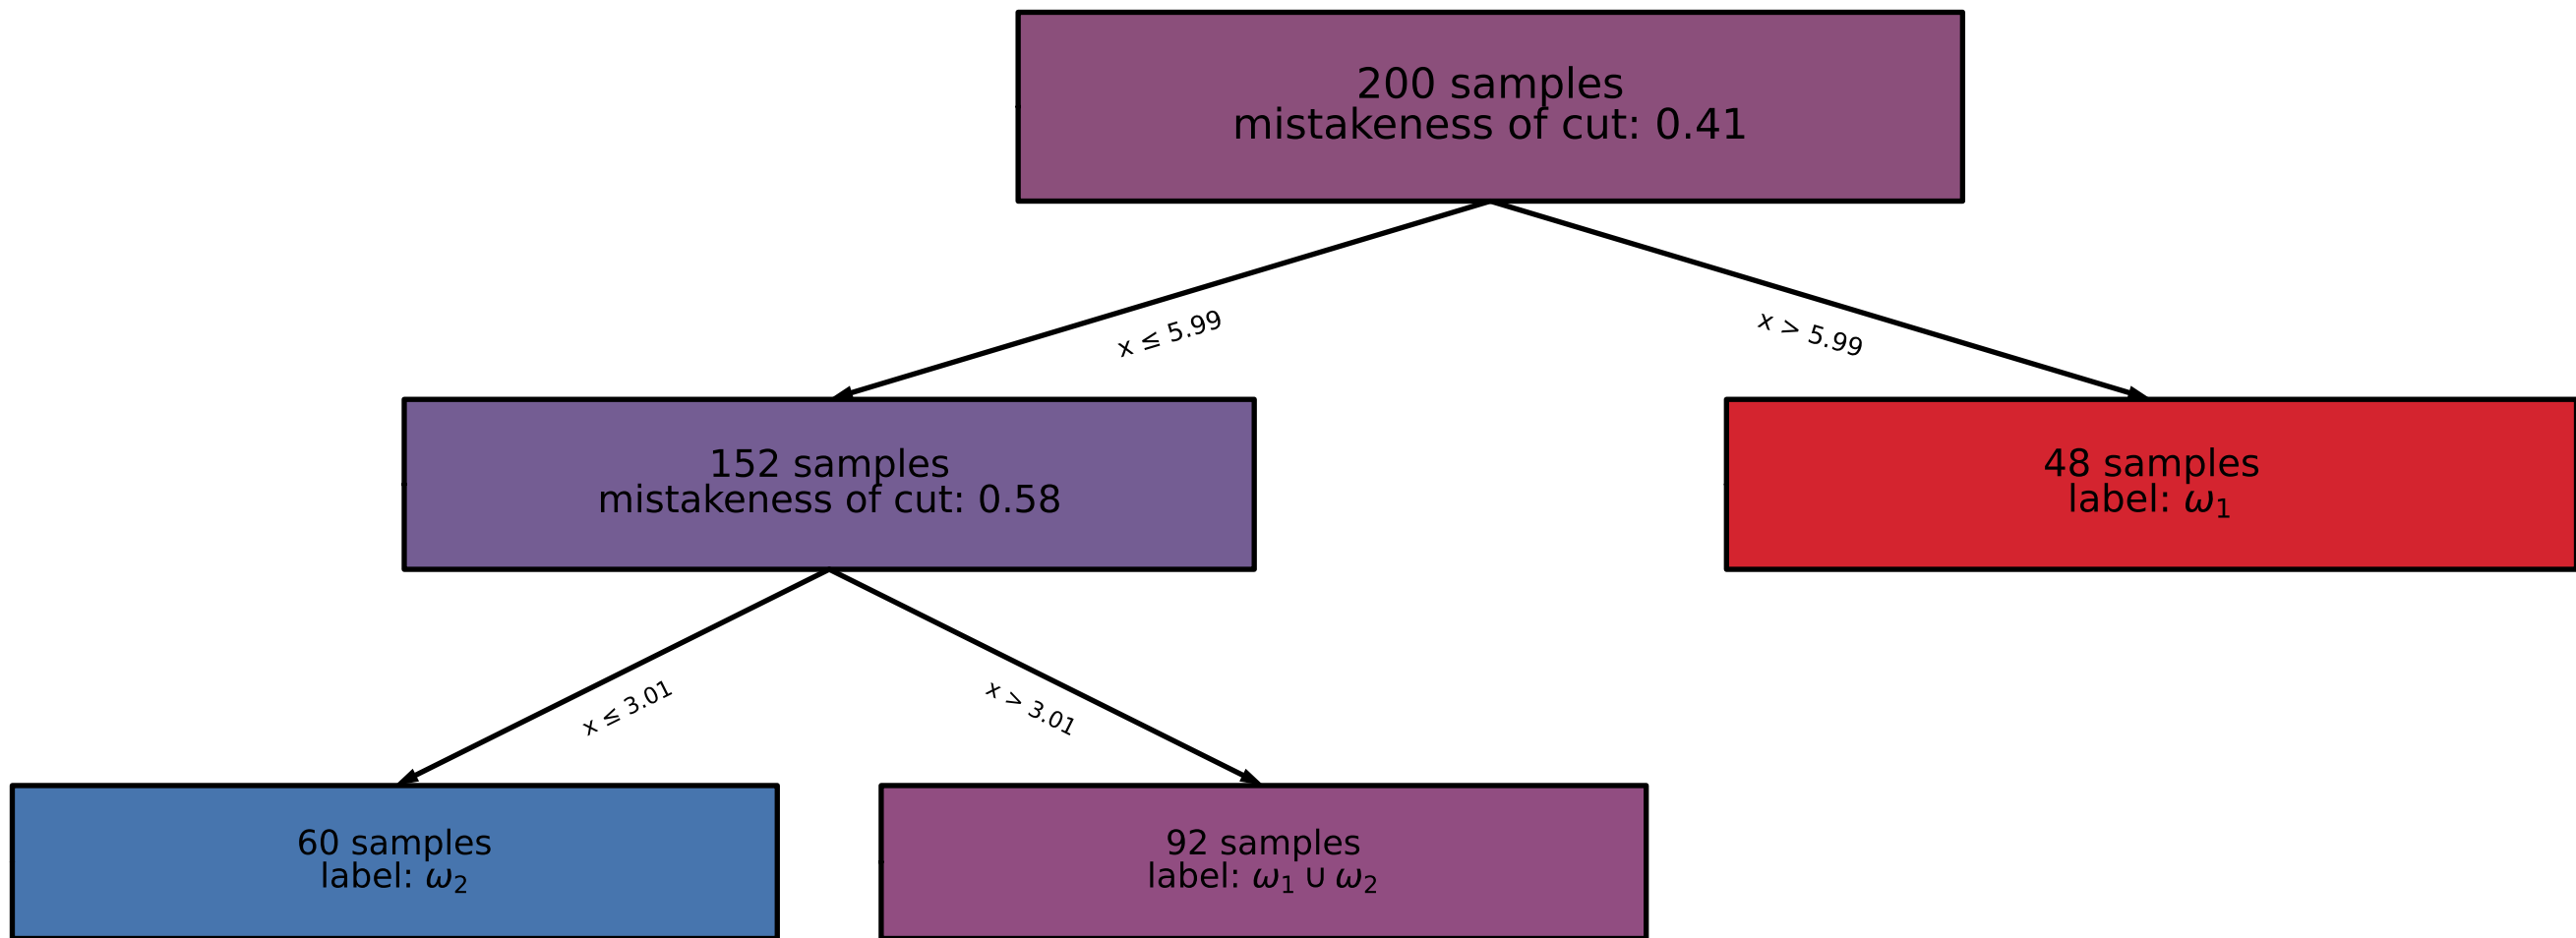 200 samples
mistakeness of cut: 0.41
x ≤ 5.99
x > 5.99
152 samples
mistakeness of cut: 0.58
48 samples
label: ω₁
x ≤ 3.01
x > 3.01
60 samples
label: ω₂
92 samples
label: ω₁ ∪ ω₂